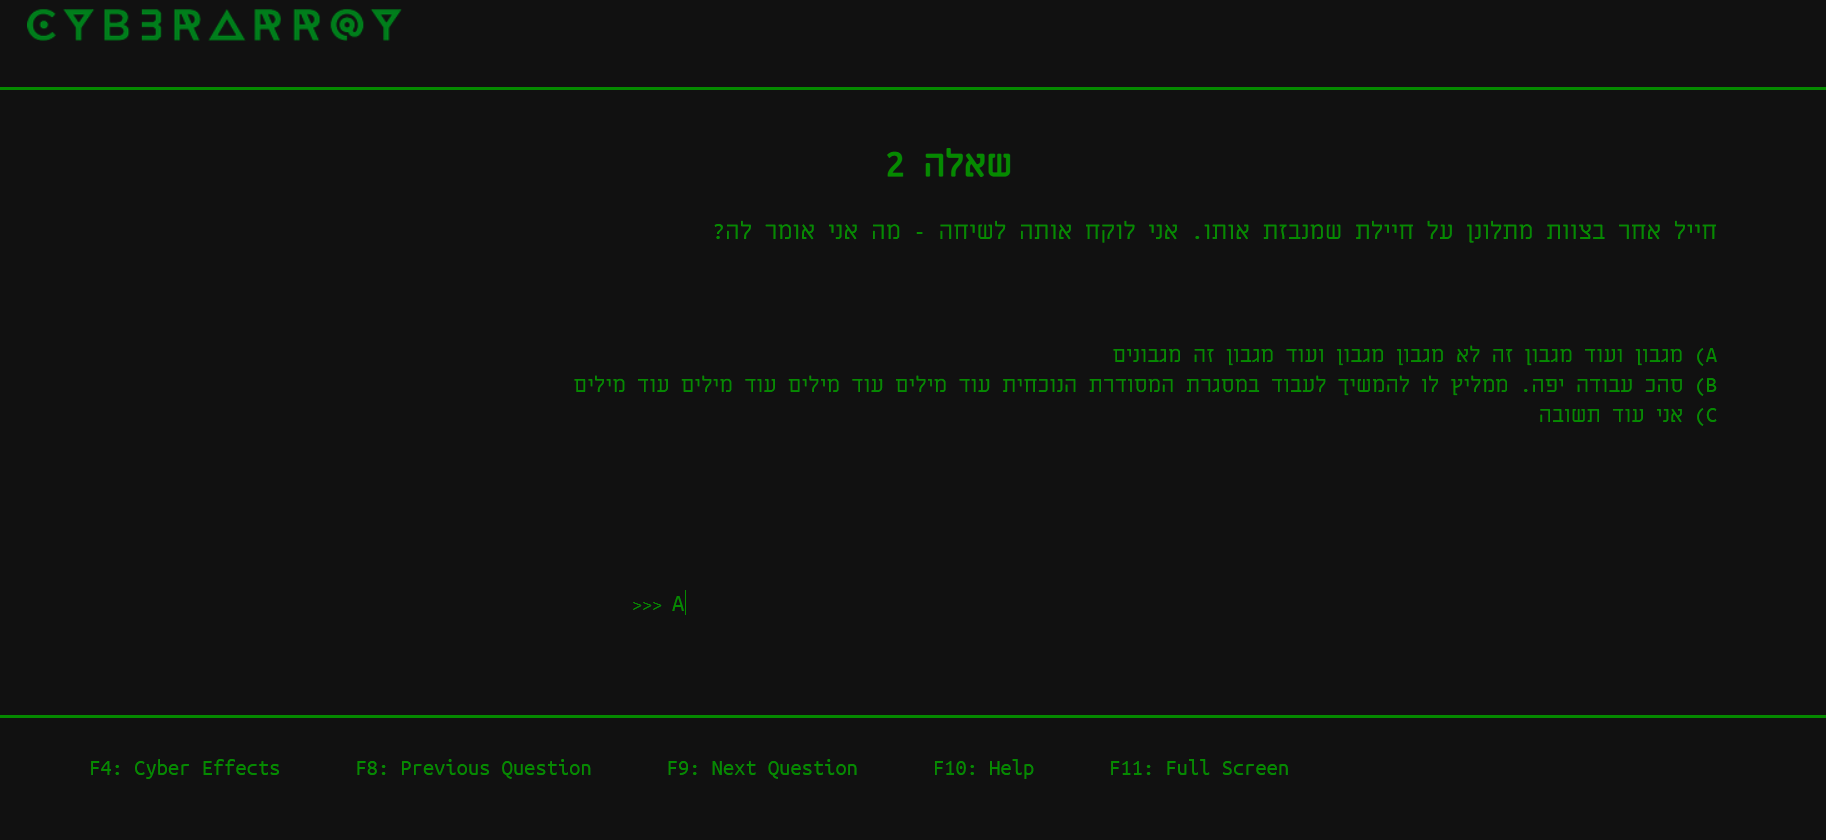 CYB3RARR@Y
שאלה 2
חייל אחר בצוות מתלונן על חיילת שמנבזת אותו. אני לוקח אותה לשיחה - מה אני אומר לה?
A) מגבון ועוד מגבון זה לא מגבון מגבון ועוד מגבון זה מגבונים
B) סהכ עבודה יפה. ממליץ לו להמשיך לעבוד במסגרת המסודרת הנוכחית עוד מילים עוד מילים עוד מילים עוד מילים
C) אני עוד תשובה
>>> A
F4: Cyber Effects F8: Previous Question F9: Next Question F10: Help F11: Full Screen